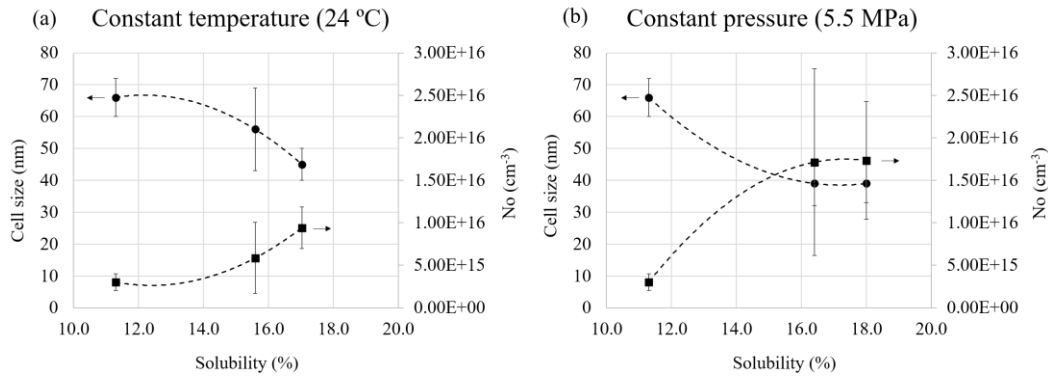 (a) Constant temperature (24 ºC)
80
70
60
50
40
30
20
10
0
Cell size (nm)
3.00E+16
2.50E+16
2.00E+16
1.50E+16
1.00E+16
5.00E+15
0.00E+00
No (cm-3)
10.0 12.0 14.0 16.0 18.0 20.0
Solubility (%)
(b) Constant pressure (5.5 MPa)
80
70
60
50
40
30
20
10
0
Cell size (nm)
3.00E+16
2.50E+16
2.00E+16
1.50E+16
1.00E+16
5.00E+15
0.00E+00
No (cm-3)
10.0 12.0 14.0 16.0 18.0 20.0
Solubility (%)